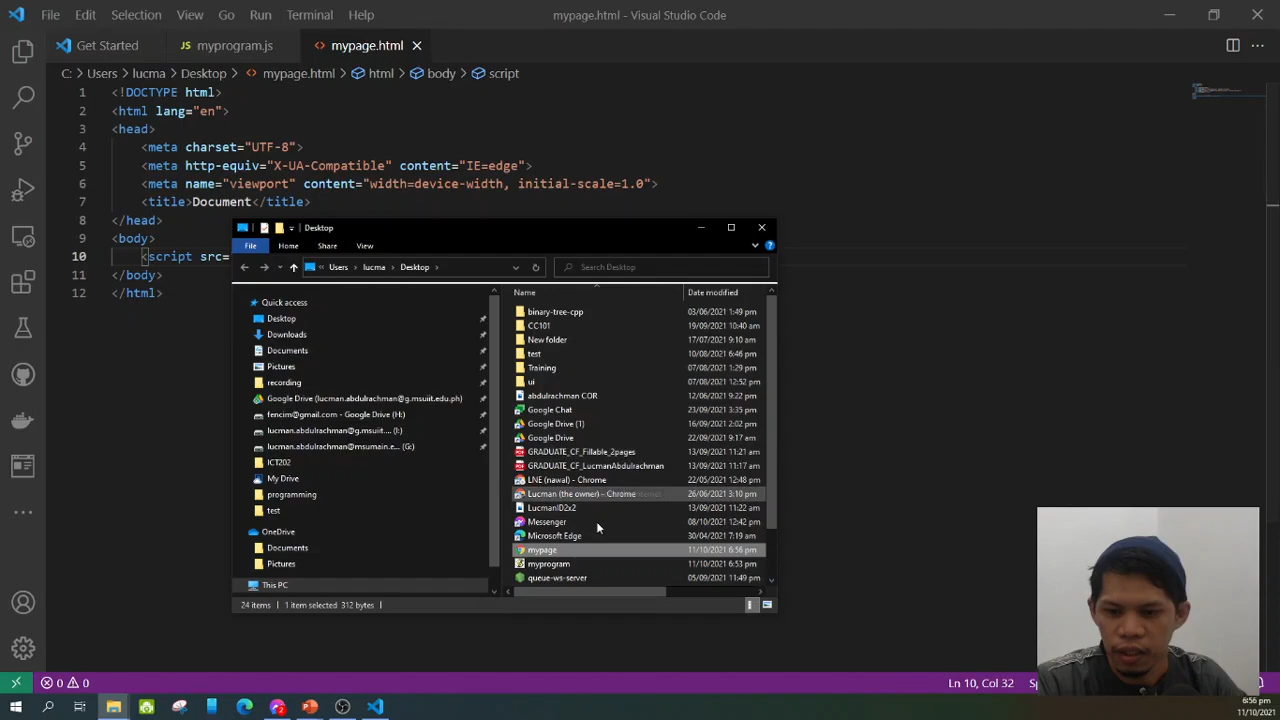 File Edit Selection View Go Run Terminal Help mypage.html - Visual Studio Code
Get Started myprogram.js mypage.html
C: > Users > lucma > Desktop > mypage.html > html > body > script
1 <!DOCTYPE html>
2 <html lang="en">
3 <head>
4 <meta charset="UTF-8">
5 <meta http-equiv="X-UA-Compatible" content="IE=edge">
6 <meta name="viewport" content="width=device-width, initial-scale=1.0">
7 <title>Document</title>
8 </head>
9 <body>
10 <script src=
11 </body>
12 </html>
Desktop
File Home Share View
« Users > lucma > Desktop > Search Desktop
Name Date modified
Quick access
Desktop
Downloads
Documents
Pictures
recording
Google Drive (lucman.abdulrachman@g.msuiit.edu.ph)
fencim@gmail.com - Google Drive (H:)
lucman.abdulrachman@g.msuiit.... (I:)
lucman.abdulrachman@msumain.e... (G:)
ICT202
My Drive
programming
test
OneDrive
Documents
Pictures
This PC
binary-tree-cpp 03/06/2021 1:49 pm
CC101 19/09/2021 10:40 am
New folder 17/07/2021 9:10 am
test 10/08/2021 6:46 pm
Training 07/08/2021 1:29 pm
ui 07/08/2021 12:52 pm
abdulrachman COR 12/06/2021 9:22 pm
Google Chat 23/09/2021 3:35 pm
Google Drive (1) 16/09/2021 2:02 pm
Google Drive 22/09/2021 9:17 am
GRADUATE_CF_Fillable_2pages 13/09/2021 11:21 am
GRADUATE_CF_LucmanAbdulrachman 13/09/2021 11:17 am
LNE (nawal) - Chrome 22/05/2021 12:48 pm
Lucman (the owner) - Chrome 26/06/2021 3:10 pm
LucmanID2x2 13/09/2021 11:22 am
Messenger 08/10/2021 12:42 pm
Microsoft Edge 30/04/2021 7:19 am
mypage 11/10/2021 6:56 pm
myprogram 11/10/2021 6:53 pm
queue-ws-server 05/09/2021 11:49 pm
24 items 1 item selected 312 bytes
0 0 Ln 10, Col 32
6:56 pm
11/10/2021